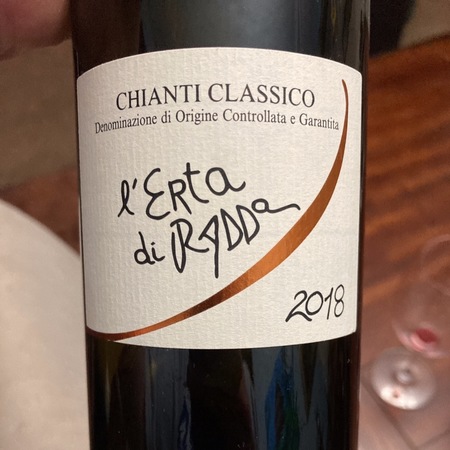 CHIANTI CLASSICO
Denominazione di Origine Controllata e Garantita
l'ERta
di RADDa
2018